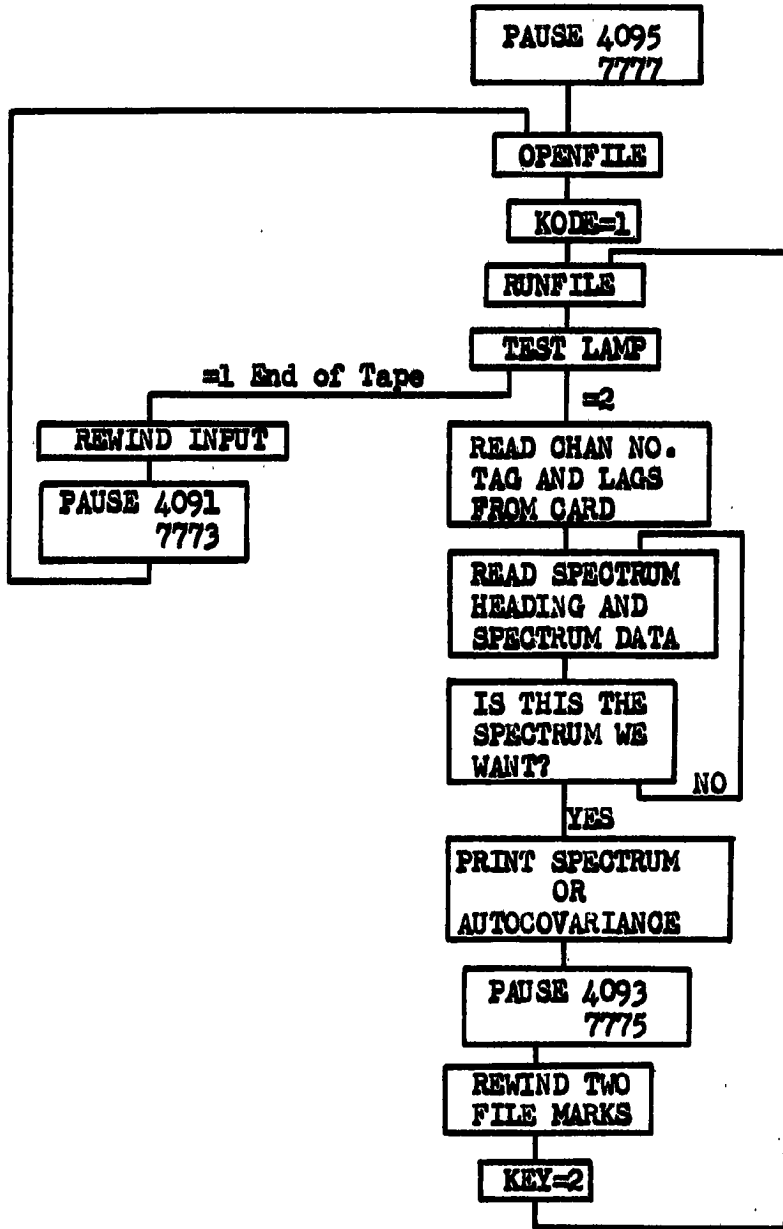 PAUSE 4095
7777
OPENFILE
KODE=1
RUNFILE
TEST LAMP
=1 End of Tape
=2
REWIND INPUT
PAUSE 4091
7773
READ CHAN NO.
TAG AND LAGS
FROM CARD
READ SPECTRUM
HEADING AND
SPECTRUM DATA
IS THIS THE
SPECTRUM WE
WANT?
NO
YES
PRINT SPECTRUM
OR
AUTOCOVARIANCE
PAUSE 4093
7775
REWIND TWO
FILE MARKS
KEY=2